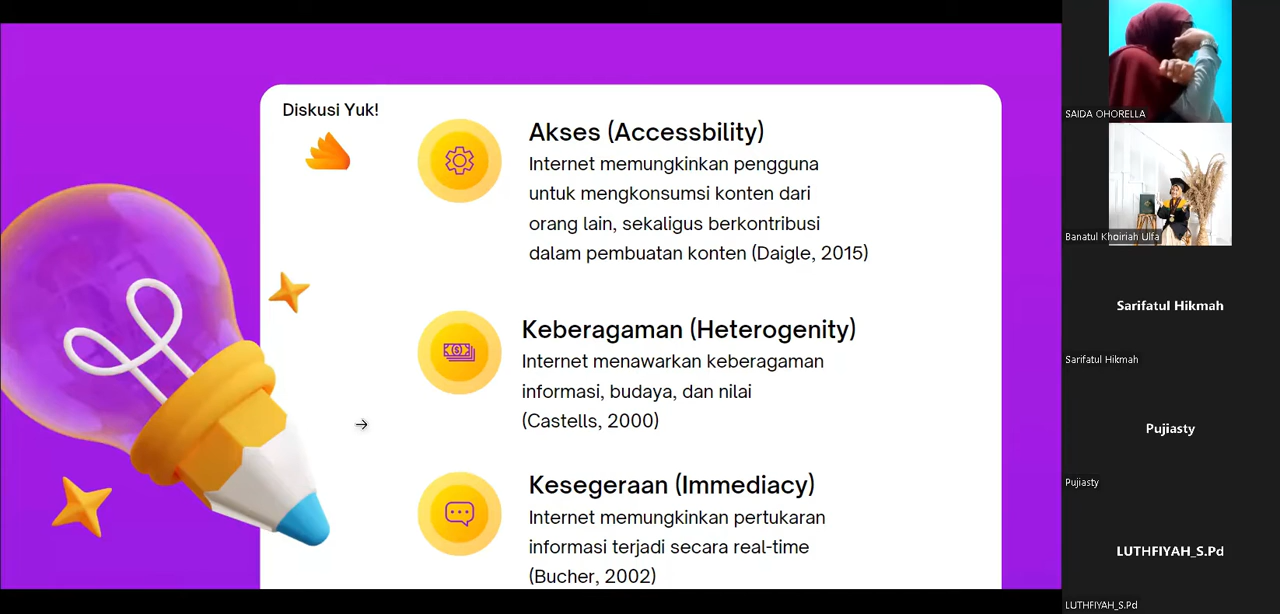 Diskusi Yuk!
Akses (Accessbility)
Internet memungkinkan pengguna
untuk mengkonsumsi konten dari
orang lain, sekaligus berkontribusi
dalam pembuatan konten (Daigle, 2015)
Keberagaman (Heterogenity)
Internet menawarkan keberagaman
informasi, budaya, dan nilai
(Castells, 2000)
Kesegeraan (Immediacy)
Internet memungkinkan pertukaran
informasi terjadi secara real-time
(Bucher, 2002)
SAIDA OHORELLA
Banatul Khoiriah Ulfa
Sarifatul Hikmah
Sarifatul Hikmah
Pujiasty
Pujiasty
LUTHFIYAH_S.Pd
LUTHFIYAH_S.Pd